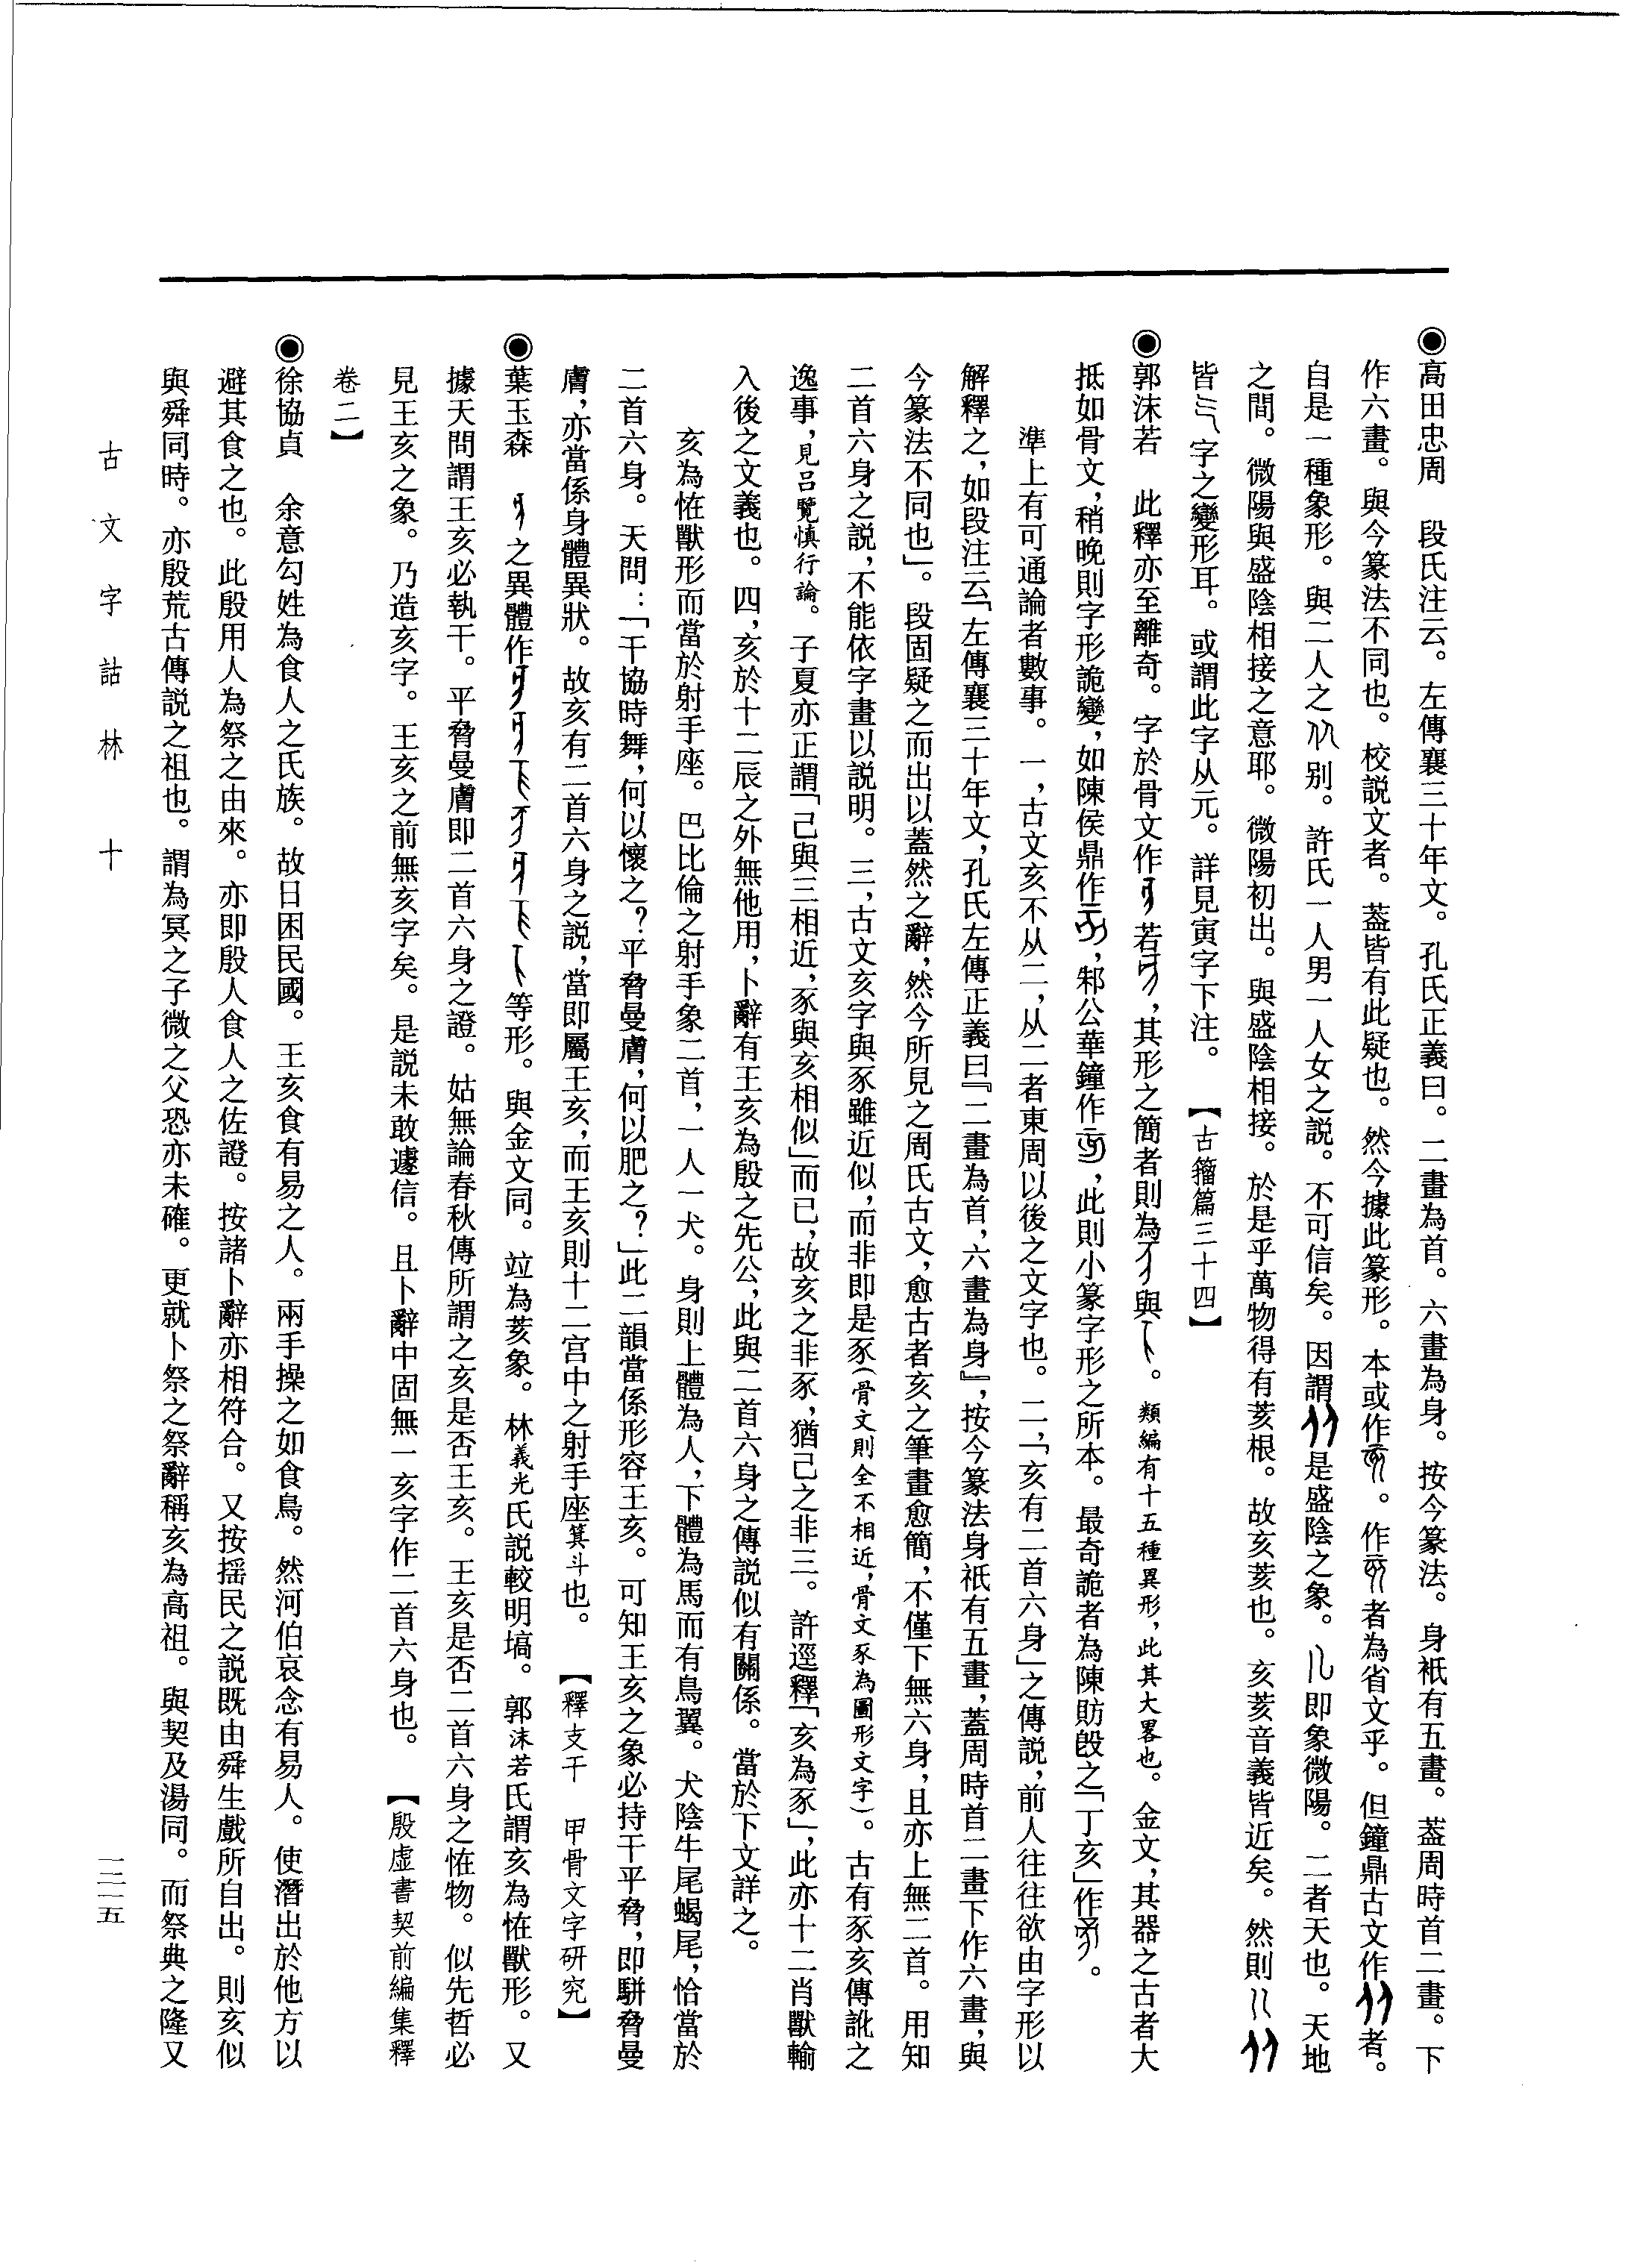 ◉高田忠周　段氏注云。左傳襄三十年文。孔氏正義曰。二畫為首。六畫為身。按今篆法。身衹有五畫。葢周時首二畫。下
作六畫。與今篆法不同也。校説文者。葢皆有此疑也。然今據此篆形。本或作。作者為省文乎。但鐘鼎古文作者。
自是一種象形。與二人之別。許氏一人男一人女之説。不可信矣。因謂是盛陰之象。即象微陽。二者天也。天地
之間。微陽與盛陰相接之意耶。微陽初出。與盛陰相接。於是乎萬物得有荄根。故亥荄也。亥荄音義皆近矣。然則
皆字之變形耳。或謂此字从元。詳見寅字下注。　【古籀篇三十四】
◉郭沫若　此釋亦至離奇。字於骨文作若，其形之簡者則為與。類編有十五種異形，此其大畧也。金文，其器之古者大
抵如骨文，稍晚則字形詭變，如陳侯鼎作，邾公華鐘作，此則小篆字形之所本。最奇詭者為陳肪𣪘之「丁亥」作。
準上有可通論者數事。一，古文亥不从二，从二者東周以後之文字也。二，「亥有二首六身」之傳説，前人往往欲由字形以
解釋之，如段注云「左傳襄三十年文，孔氏左傳正義曰『二畫為首，六畫為身』，按今篆法身衹有五畫，蓋周時首二畫下作六畫，與
今篆法不同也」。段固疑之而出以蓋然之辭，然今所見之周氏古文，愈古者亥之筆畫愈簡，不僅下無六身，且亦上無二首。用知
二首六身之説，不能依字畫以説明。三，古文亥字與豕雖近似，而非即是豕（骨文則全不相近，骨文豕為圖形文字）。古有豕亥傳訛之
逸事，見呂覽慎行論。子夏亦正謂「己與三相近，豕與亥相似」而已，故亥之非豕，猶己之非三。許逕釋「亥為豕」，此亦十二肖獸輸
入後之文義也。四，亥於十二辰之外無他用，卜辭有王亥為殷之先公，此與二首六身之傳説似有關係。當於下文詳之。
亥為恠獸形而當於射手座。巴比倫之射手象二首，一人一犬。身則上體為人，下體為馬而有鳥翼。犬陰牛尾蝎尾，恰當於
二首六身。天問：「干協時舞，何以懷之？平脅曼膚，何以肥之？」此二韻當係形容王亥。可知王亥之象必持干平脅，即駢脅曼
膚，亦當係身體異狀。故亥有二首六身之説，當即屬王亥，而王亥則十二宫中之射手座箕斗也。　【釋支干　甲骨文字研究】
◉葉玉森　之異體作等形。與金文同。竝為荄象。林義光氏説較明塙。郭沫若氏謂亥為恠獸形。又
據天問謂王亥必執干。平脅曼膚即二首六身之證。姑無論春秋傳所謂之亥是否王亥。王亥是否二首六身之恠物。似先哲必
見王亥之象。乃造亥字。王亥之前無亥字矣。是説未敢遽信。且卜辭中固無一亥字作二首六身也。　【殷虚書契前編集釋
卷二】
◉徐協貞　余意勾姓為食人之氏族。故日困民國。王亥食有易之人。兩手操之如食鳥。然河伯哀念有易人。使潛出於他方以
避其食之也。此殷用人為祭之由來。亦即殷人食人之佐證。按諸卜辭亦相符合。又按摇民之説既由舜生戲所自出。則亥似
與舜同時。亦殷荒古傳説之祖也。謂為冥之子微之父恐亦未確。更就卜祭之祭辭稱亥為高祖。與契及湯同。而祭典之隆又
古文字詁林　十
一二一五